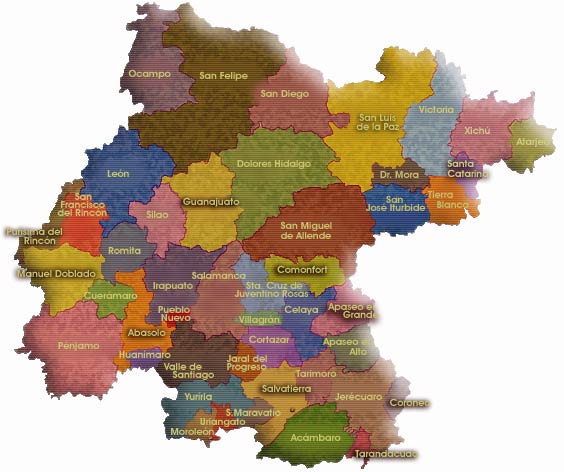 Ocampo
San Felipe
San Diego
San Luis
de la Paz
Victoria
Xichú
Atarjea
León
Dolores Hidalgo
Dr. Mora
Santa
Catarina
San
Francisco
del Rincón
Silao
Guanajuato
San
José Iturbide
Tierra
Blanca
Purísima del
Rincón
Romita
San Miguel
de Allende
Manuel Doblado
Cuerámaro
Irapuato
Salamanca
Comonfort
Sta. Cruz de
Juventino Rosas
Pueblo
Nuevo
Villagrán
Celaya
Apaseo el
Grande
Abasolo
Cortazar
Apaseo el
Alto
Pénjamo
Huanímaro
Valle de
Santiago
Jaral del
Progreso
Tarimoro
Salvatierra
Yuriria
Jerécuaro
Coroneo
S.Maravatío
Uriangato
Moroleón
Acámbaro
Tarandacuao